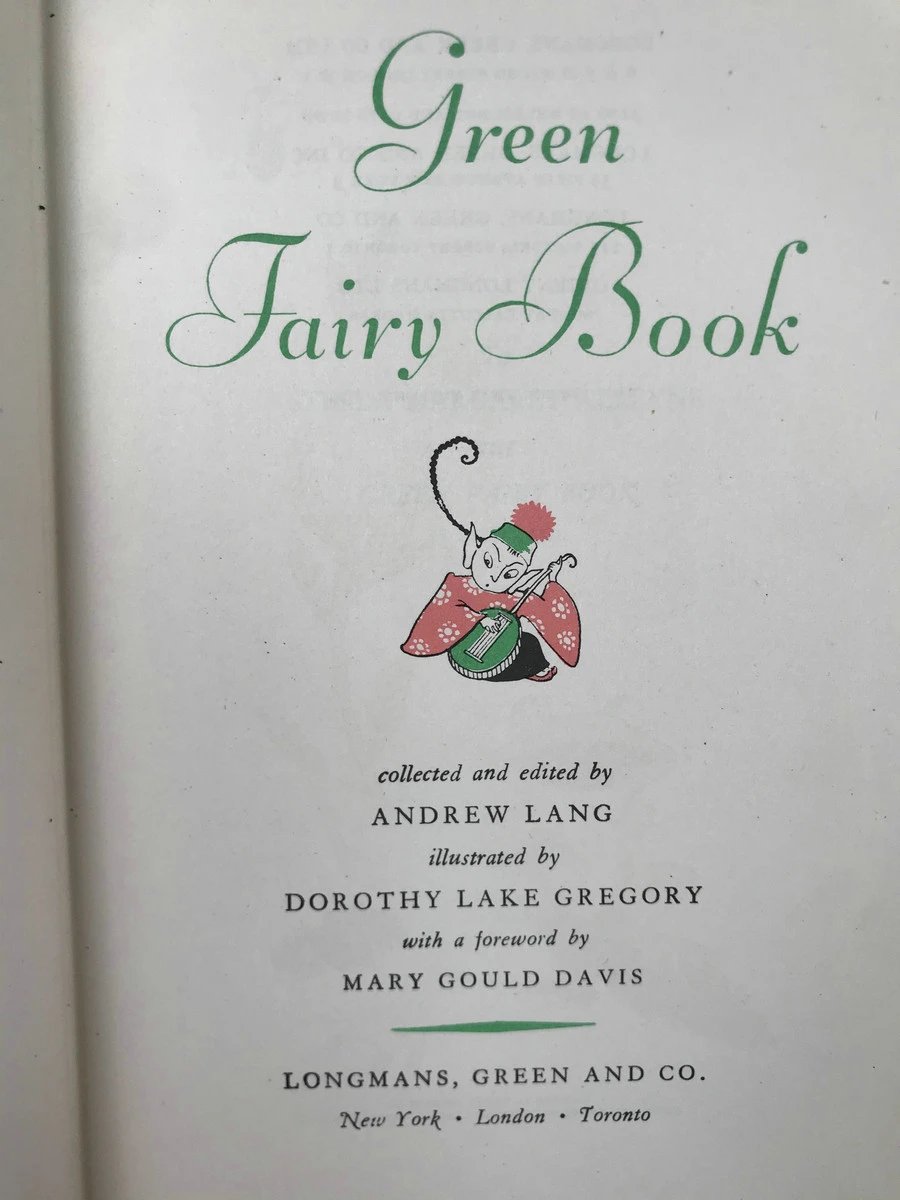 Green
Fairy Book
collected and edited by
ANDREW LANG
illustrated by
DOROTHY LAKE GREGORY
with a foreword by
MARY GOULD DAVIS
LONGMANS, GREEN AND CO.
New York • London • Toronto